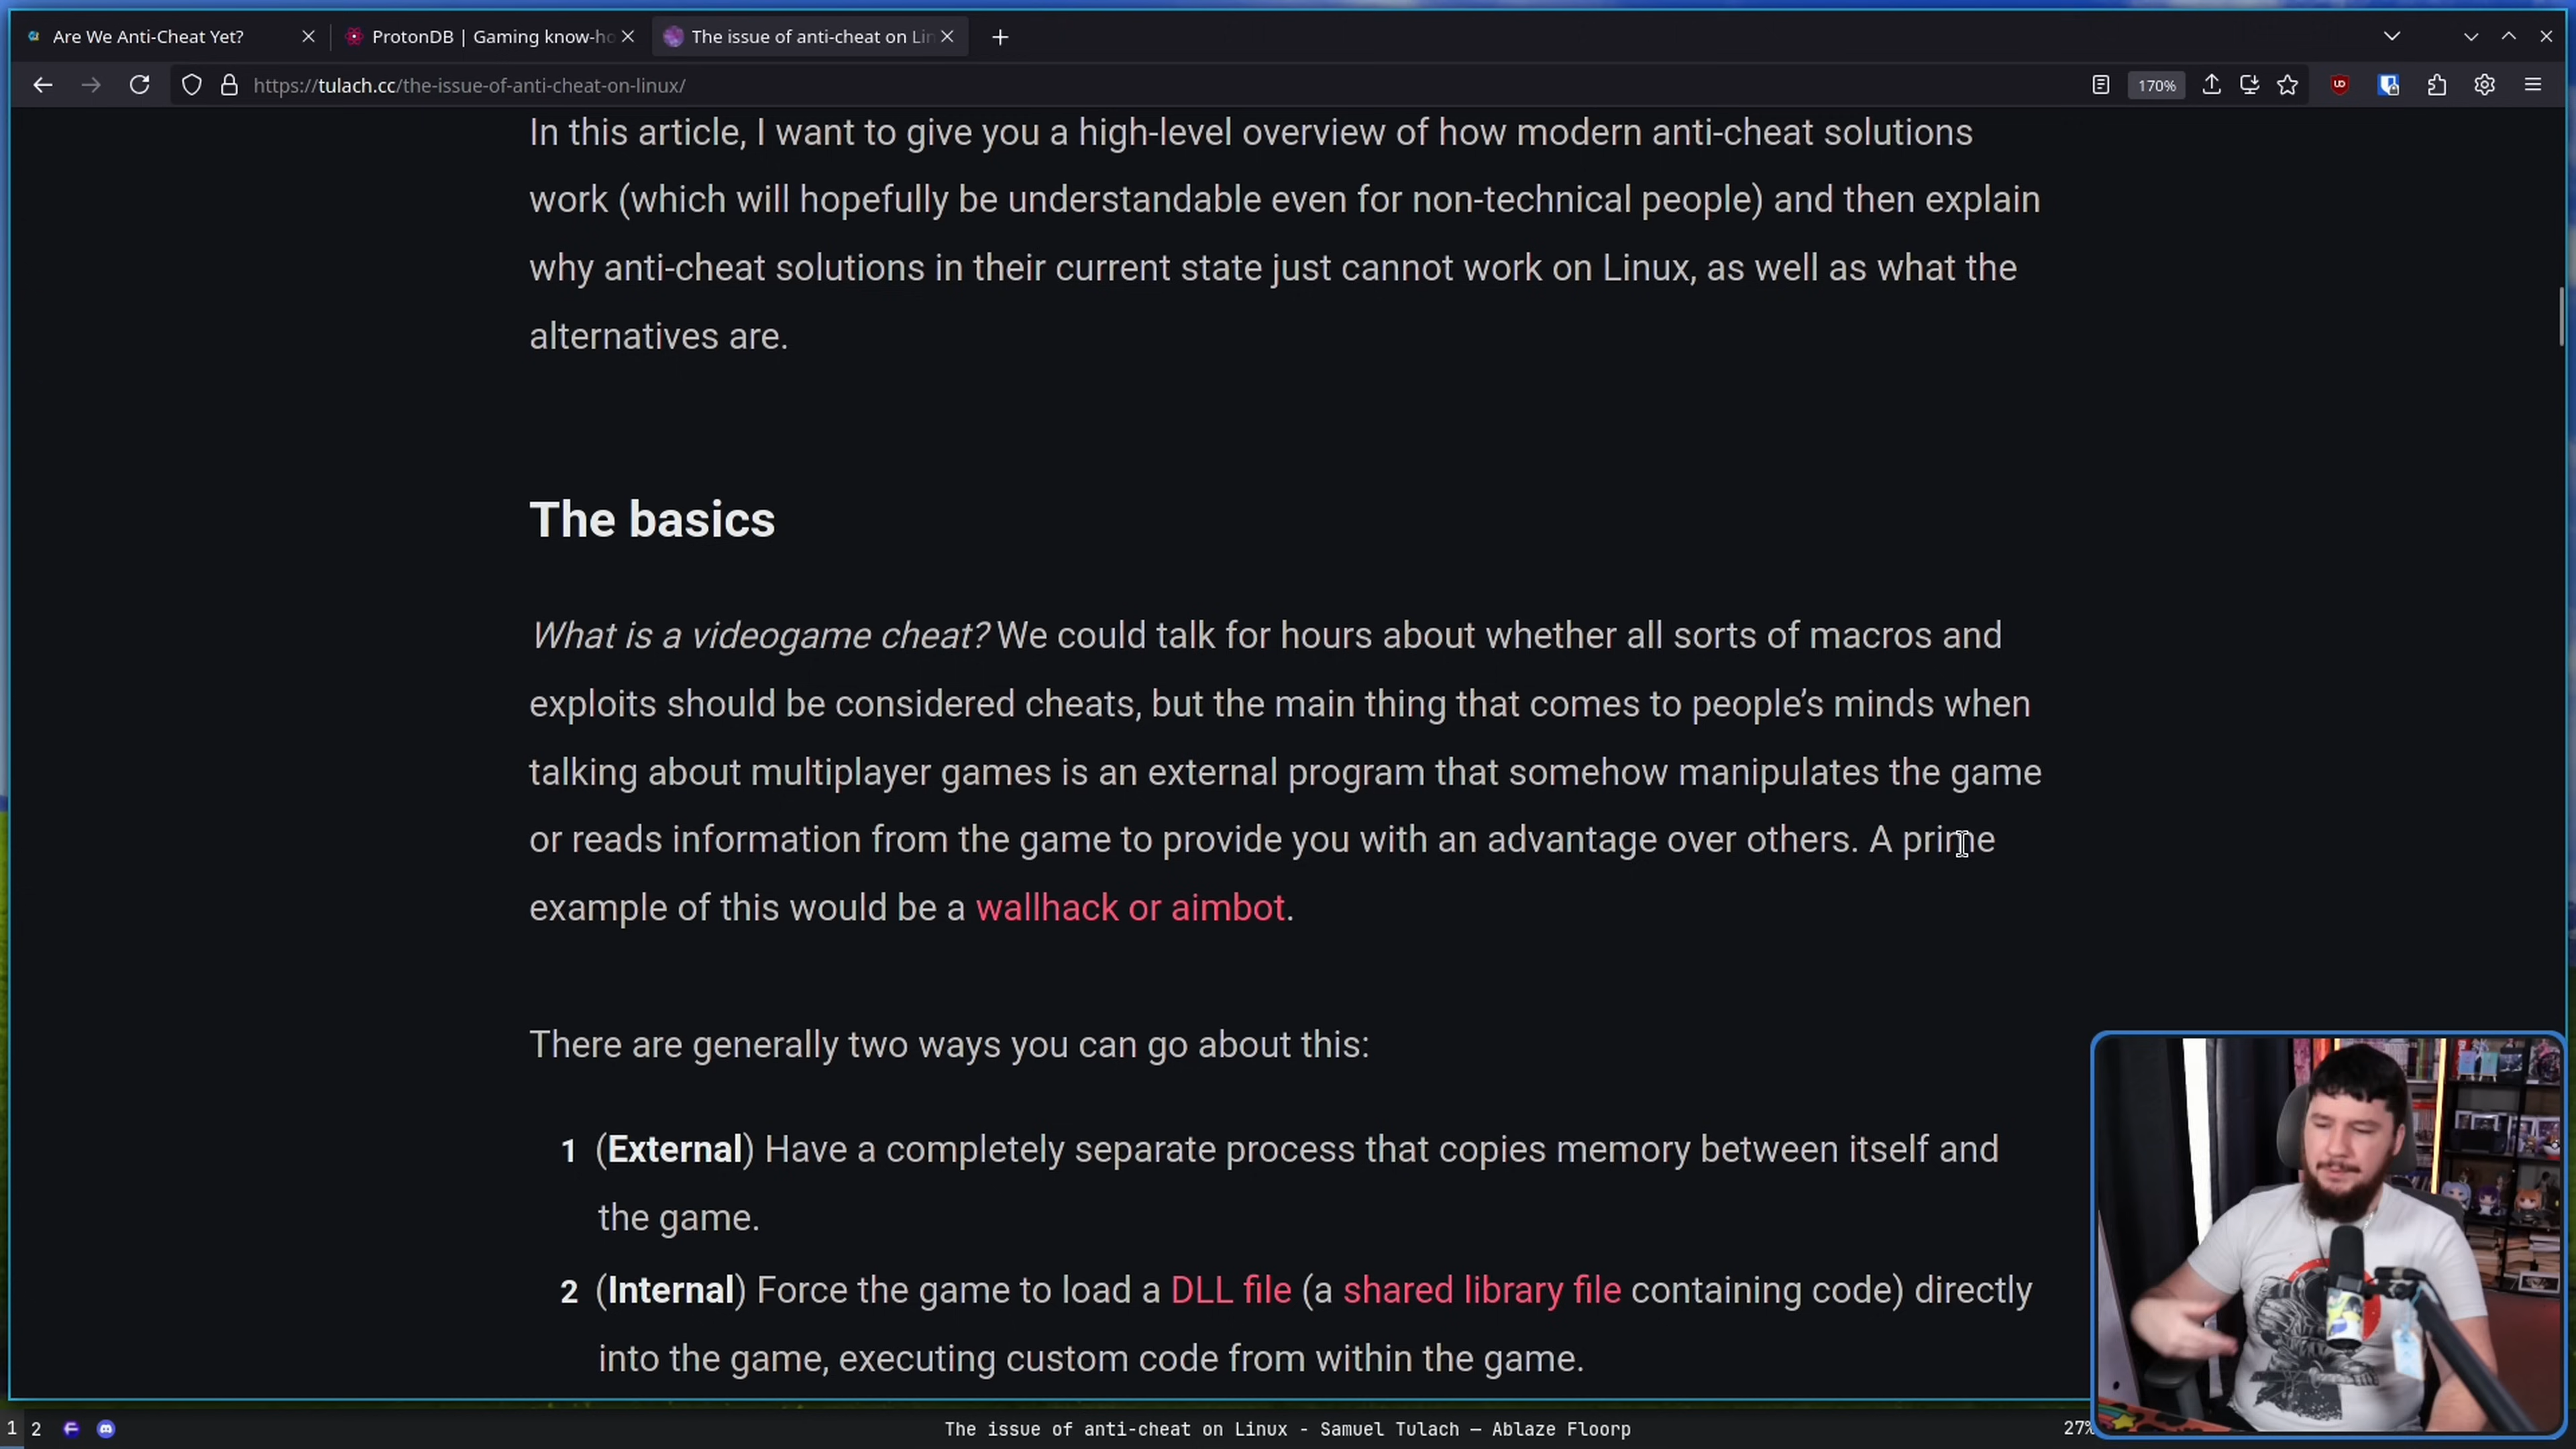 Are We Anti-Cheat Yet?
ProtonDB | Gaming know-ho
The issue of anti-cheat on Lin
https://tulach.cc/the-issue-of-anti-cheat-on-linux/
170%
In this article, I want to give you a high-level overview of how modern anti-cheat solutions
work (which will hopefully be understandable even for non-technical people) and then explain
why anti-cheat solutions in their current state just cannot work on Linux, as well as what the
alternatives are.
The basics
What is a videogame cheat? We could talk for hours about whether all sorts of macros and
exploits should be considered cheats, but the main thing that comes to people’s minds when
talking about multiplayer games is an external program that somehow manipulates the game
or reads information from the game to provide you with an advantage over others. A prime
example of this would be a wallhack or aimbot.
There are generally two ways you can go about this:
1 (External) Have a completely separate process that copies memory between itself and
the game.
2 (Internal) Force the game to load a DLL file (a shared library file containing code) directly
into the game, executing custom code from within the game.
1 2
The issue of anti-cheat on Linux - Samuel Tulach — Ablaze Floorp
27%